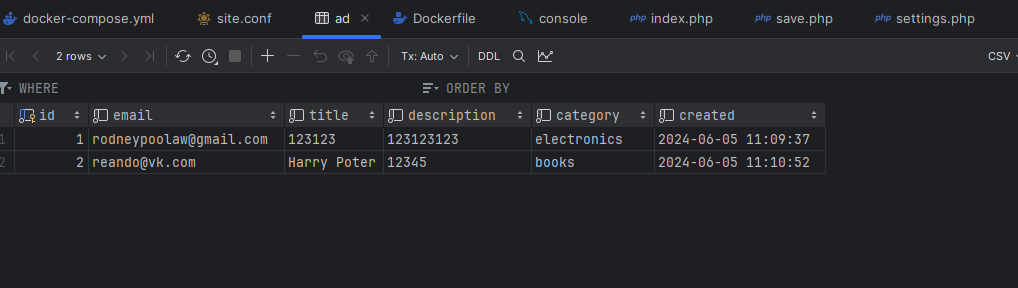 docker-compose.yml site.conf ad Dockerfile console php index.php php save.php php settings.php
2 rows Tx: Auto DDL CSV
WHERE ORDER BY
id email title description category created
1 1 rodneypoolaw@gmail.com 123123 123123123 electronics 2024-06-05 11:09:37
2 2 reando@vk.com Harry Poter 12345 books 2024-06-05 11:10:52